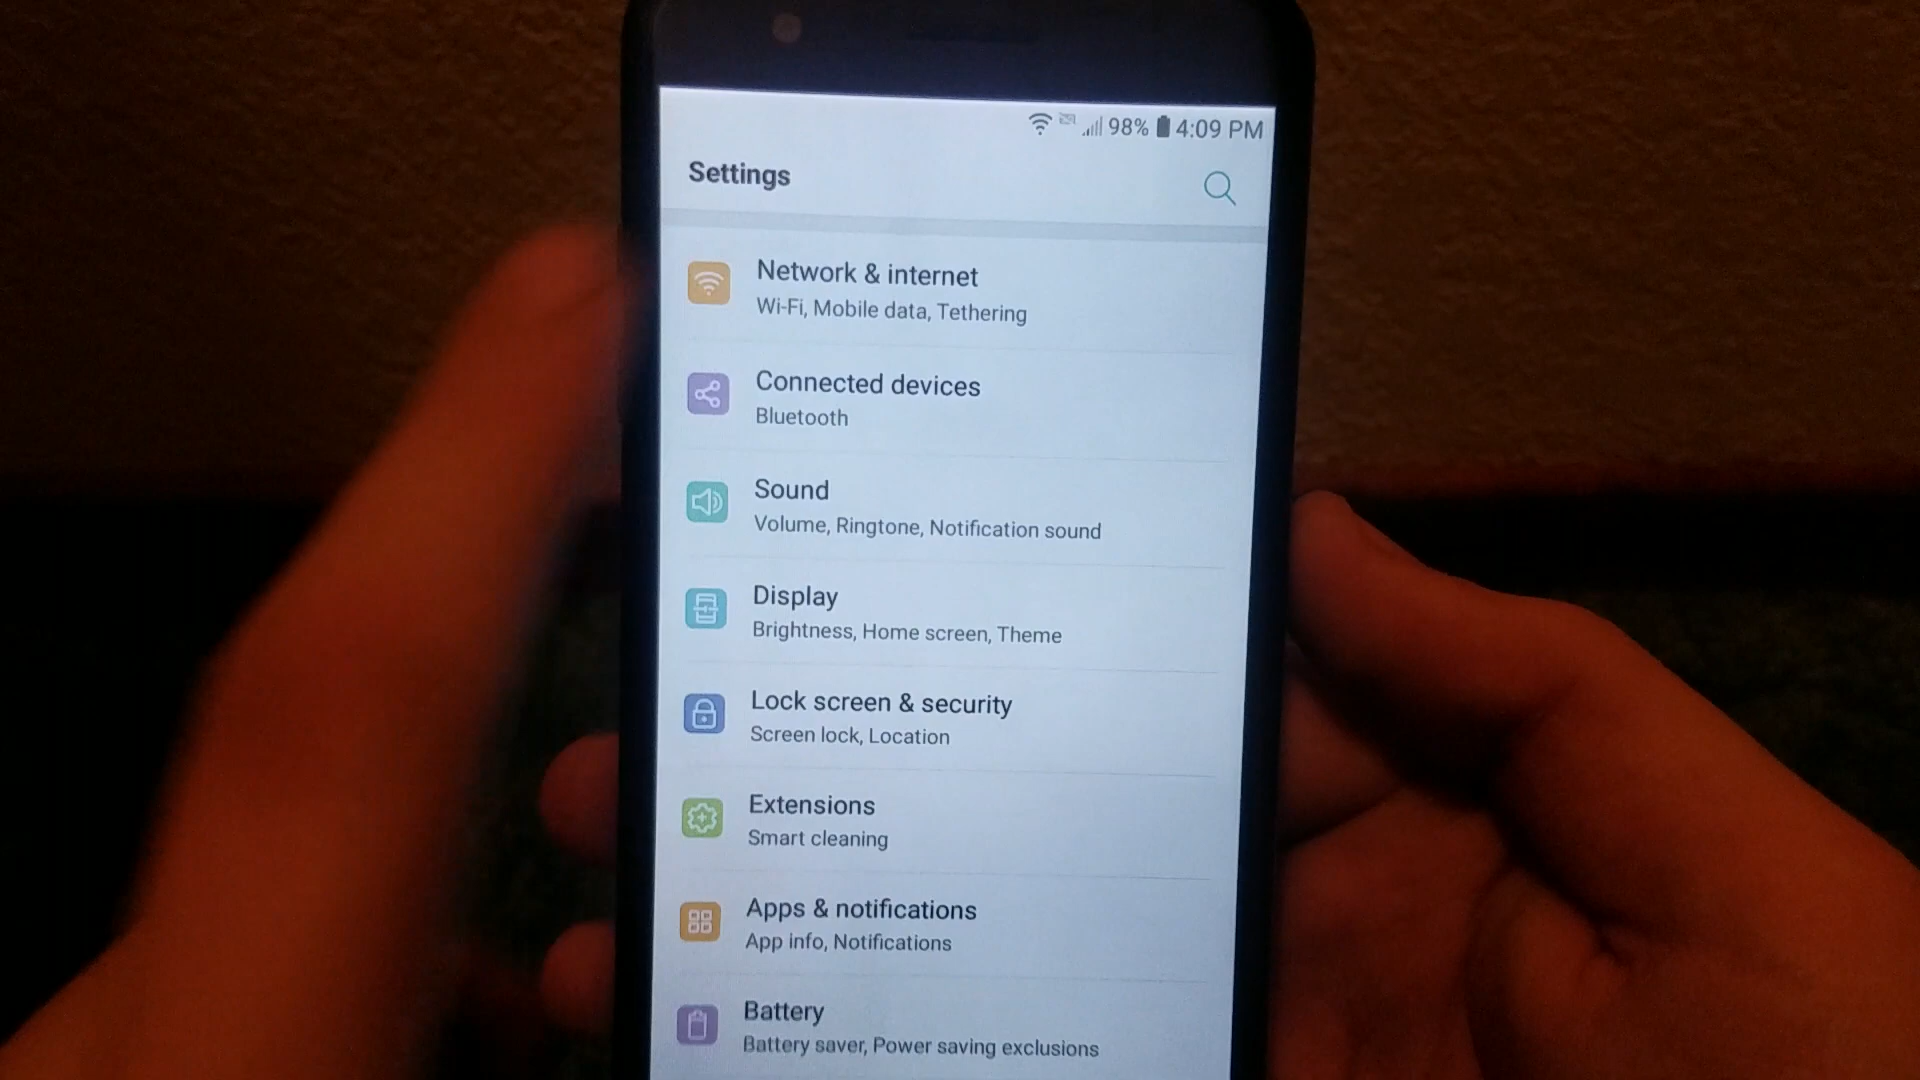 98% 4:09 PM
Settings
Network & internet
Wi-Fi, Mobile data, Tethering
Connected devices
Bluetooth
Sound
Volume, Ringtone, Notification sound
Display
Brightness, Home screen, Theme
Lock screen & security
Screen lock, Location
Extensions
Smart cleaning
Apps & notifications
App info, Notifications
Battery
Battery saver, Power saving exclusions